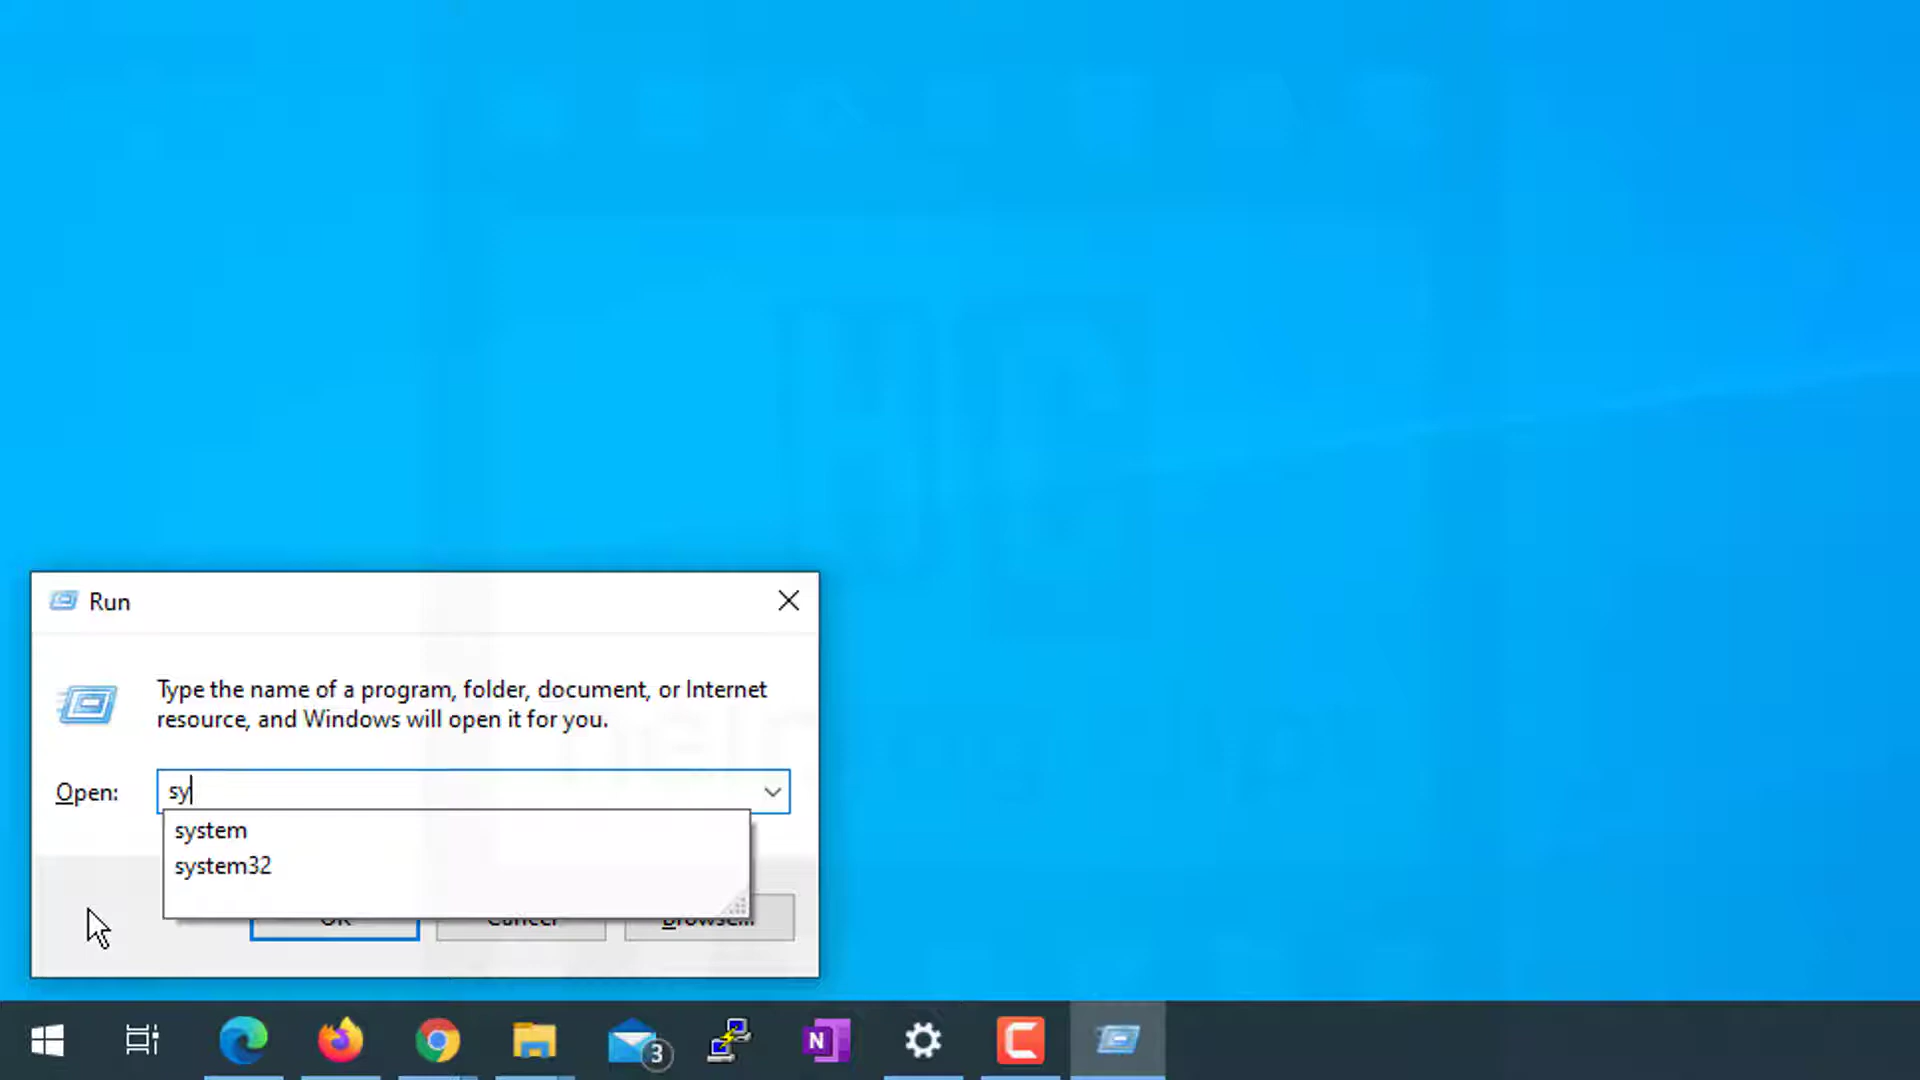 Run
Type the name of a program, folder, document, or Internet
resource, and Windows will open it for you.
Open: sy
system
system32
OK Cancel Browse...
3
N